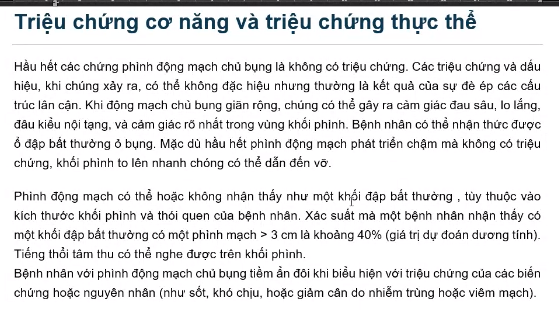 Triệu chứng cơ năng và triệu chứng thực thể
Hầu hết các chứng phình động mạch chủ bụng là không có triệu chứng. Các triệu chứng và dấu
hiệu, khi chúng xảy ra, có thể không đặc hiệu nhưng thường là kết quả của sự đè ép các cấu
trúc lân cận. Khi động mạch chủ bụng giãn rộng, chúng có thể gây ra cảm giác đau sâu, lo lắng,
đâu kiểu nội tạng, và cảm giác rõ nhất trong vùng khối phình. Bệnh nhân có thể nhận thức được
ổ đập bất thường ở bụng. Mặc dù hầu hết phình động mạch phát triển chậm mà không có triệu
chứng, khối phình to lên nhanh chóng có thể dẫn đến vỡ.
Phình động mạch có thể hoặc không nhận thấy như một khối đập bất thường , tùy thuộc vào
kích thước khối phình và thói quen của bệnh nhân. Xác suất mà một bệnh nhân nhận thấy có
một khối đập bất thường có một phình mạch > 3 cm là khoảng 40% (giá trị dự đoán dương tính).
Tiếng thổi tâm thu có thể nghe được trên khối phình.
Bệnh nhân với phình động mạch chủ bụng tiềm ẩn đôi khi biểu hiện với triệu chứng của các biến
chứng hoặc nguyên nhân (như sốt, khó chịu, hoặc giảm cân do nhiễm trùng hoặc viêm mạch).